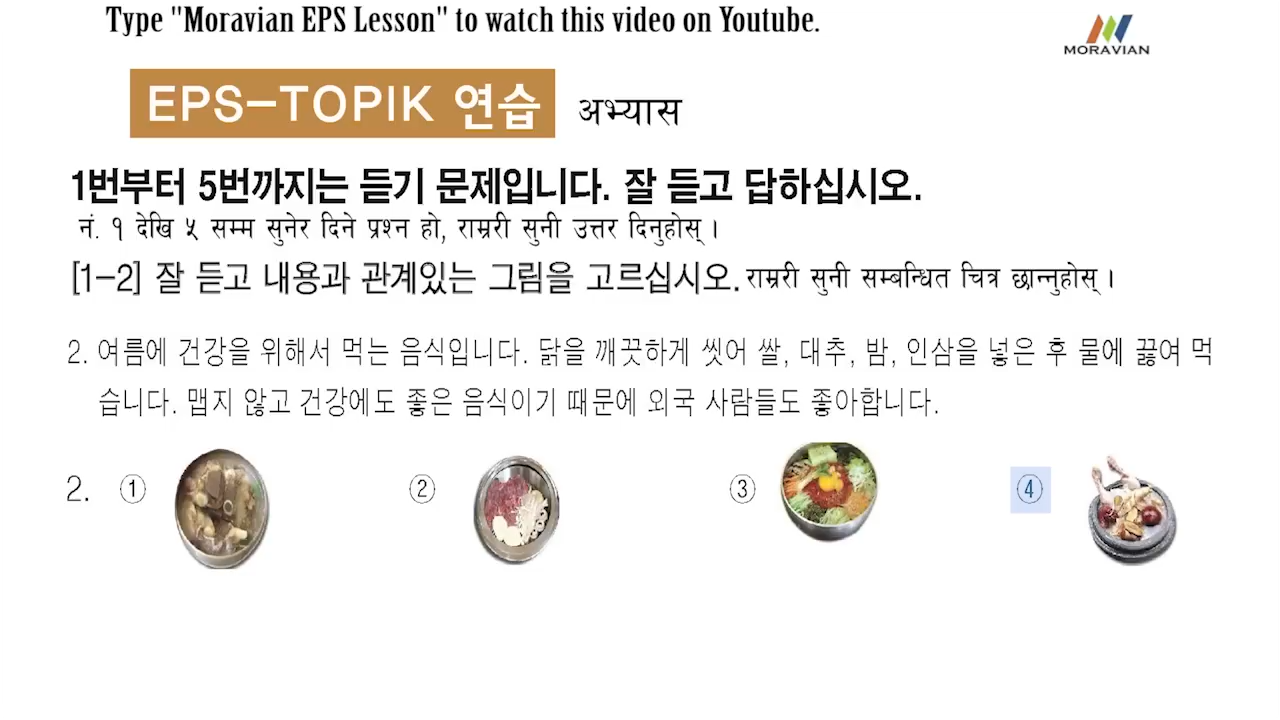 Type "Moravian EPS Lesson" to watch this video on Youtube.
MORAVIAN
EPS-TOPIK 연습 अभ्यास
1번부터 5번까지는 듣기 문제입니다. 잘 듣고 답하십시오.
नं. १ देखि ५ सम्म सुनेर दिने प्रश्न हो, राम्ररी सुनी उत्तर दिनुहोस् ।
[1-2] 잘 듣고 내용과 관계있는 그림을 고르십시오. राम्ररी सुनी सम्बन्धित चित्र छान्नुहोस् ।
2. 여름에 건강을 위해서 먹는 음식입니다. 닭을 깨끗하게 씻어 쌀, 대추, 밤, 인삼을 넣은 후 물에 끓여 먹
습니다. 맵지 않고 건강에도 좋은 음식이기 때문에 외국 사람들도 좋아합니다.
2. ① ② ③ ④